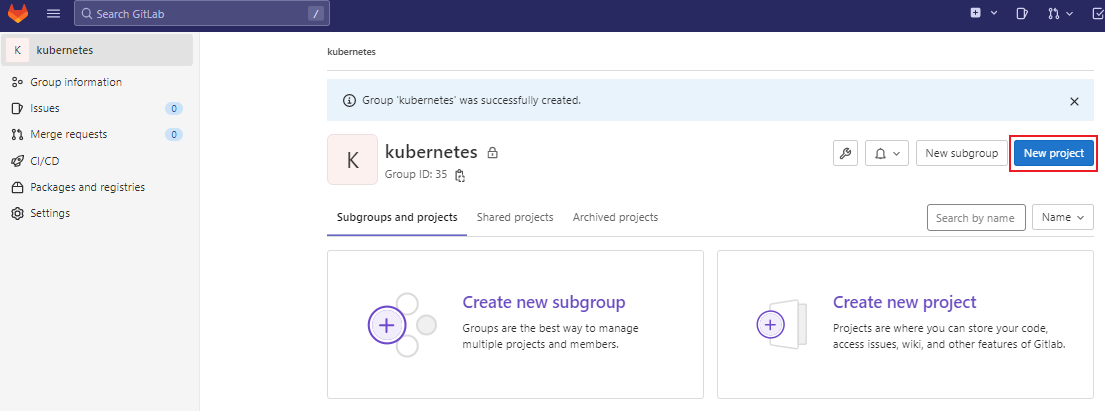 Search GitLab /
K kubernetes
Group information
Issues 0
Merge requests 0
CI/CD
Packages and registries
Settings
kubernetes
Group 'kubernetes' was successfully created.
K
kubernetes
Group ID: 35
New subgroup
New project
Subgroups and projects
Shared projects
Archived projects
Search by name
Name
Create new subgroup
Groups are the best way to manage
multiple projects and members.
Create new project
Projects are where you can store your code,
access issues, wiki, and other features of Gitlab.